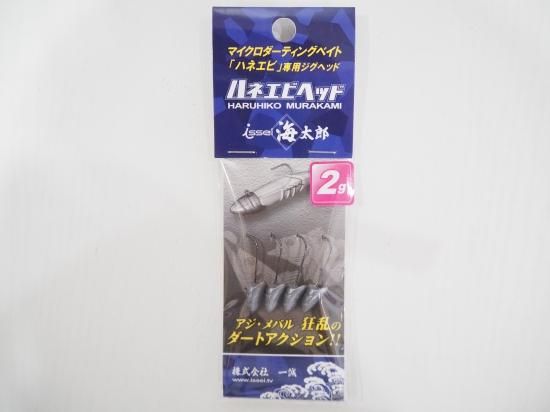 マイクロダーティングベイト
「ハネエビ」専用ジグヘッド
ハネエビヘッド
HARUHIKO MURAKAMI
issei 海太郎
2g
アジ・メバル 狂乱の
ダートアクション!!
株式会社 一誠
www.issei.tv